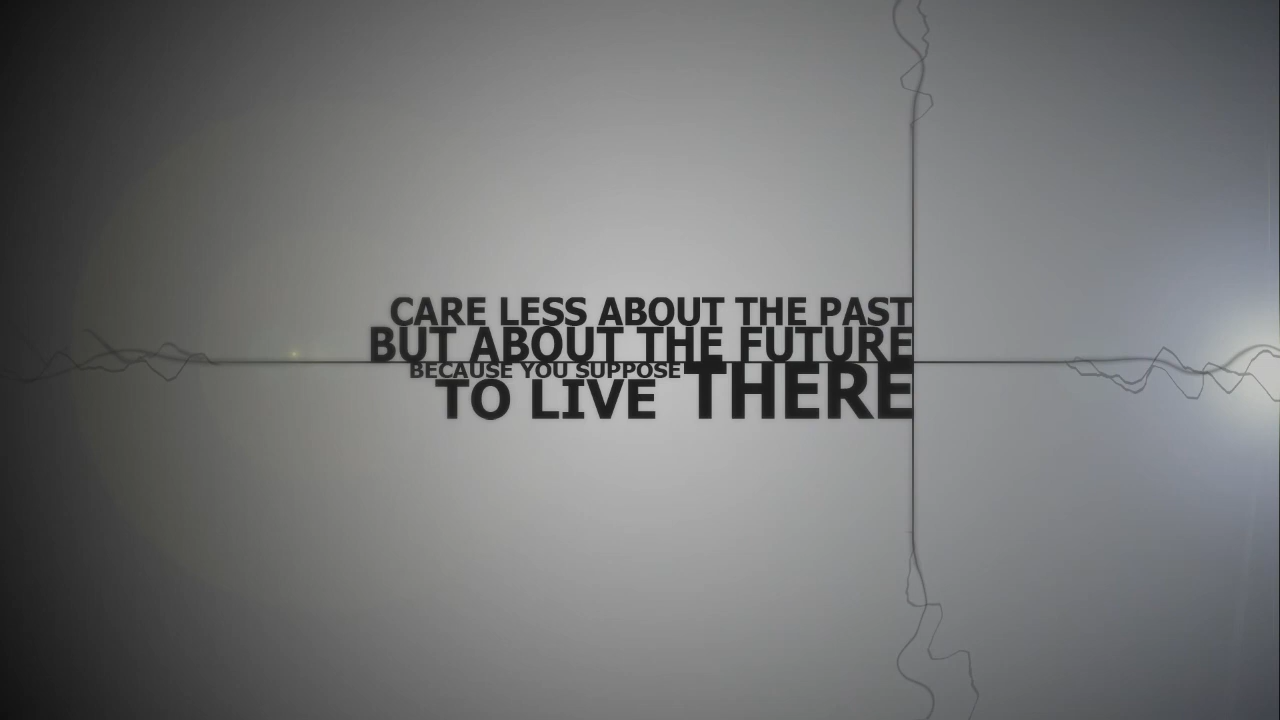 CARE LESS ABOUT THE PAST
BUT ABOUT THE FUTURE
BECAUSE YOU SUPPOSE
TO LIVE THERE